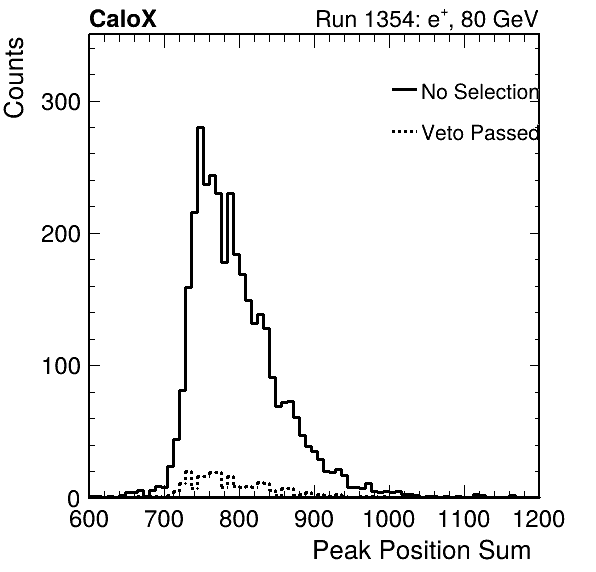 CaloX Run 1354: e⁺, 80 GeV
Counts
No Selection
Veto Passed
300
200
100
0
600 700 800 900 1000 1100 1200
Peak Position Sum